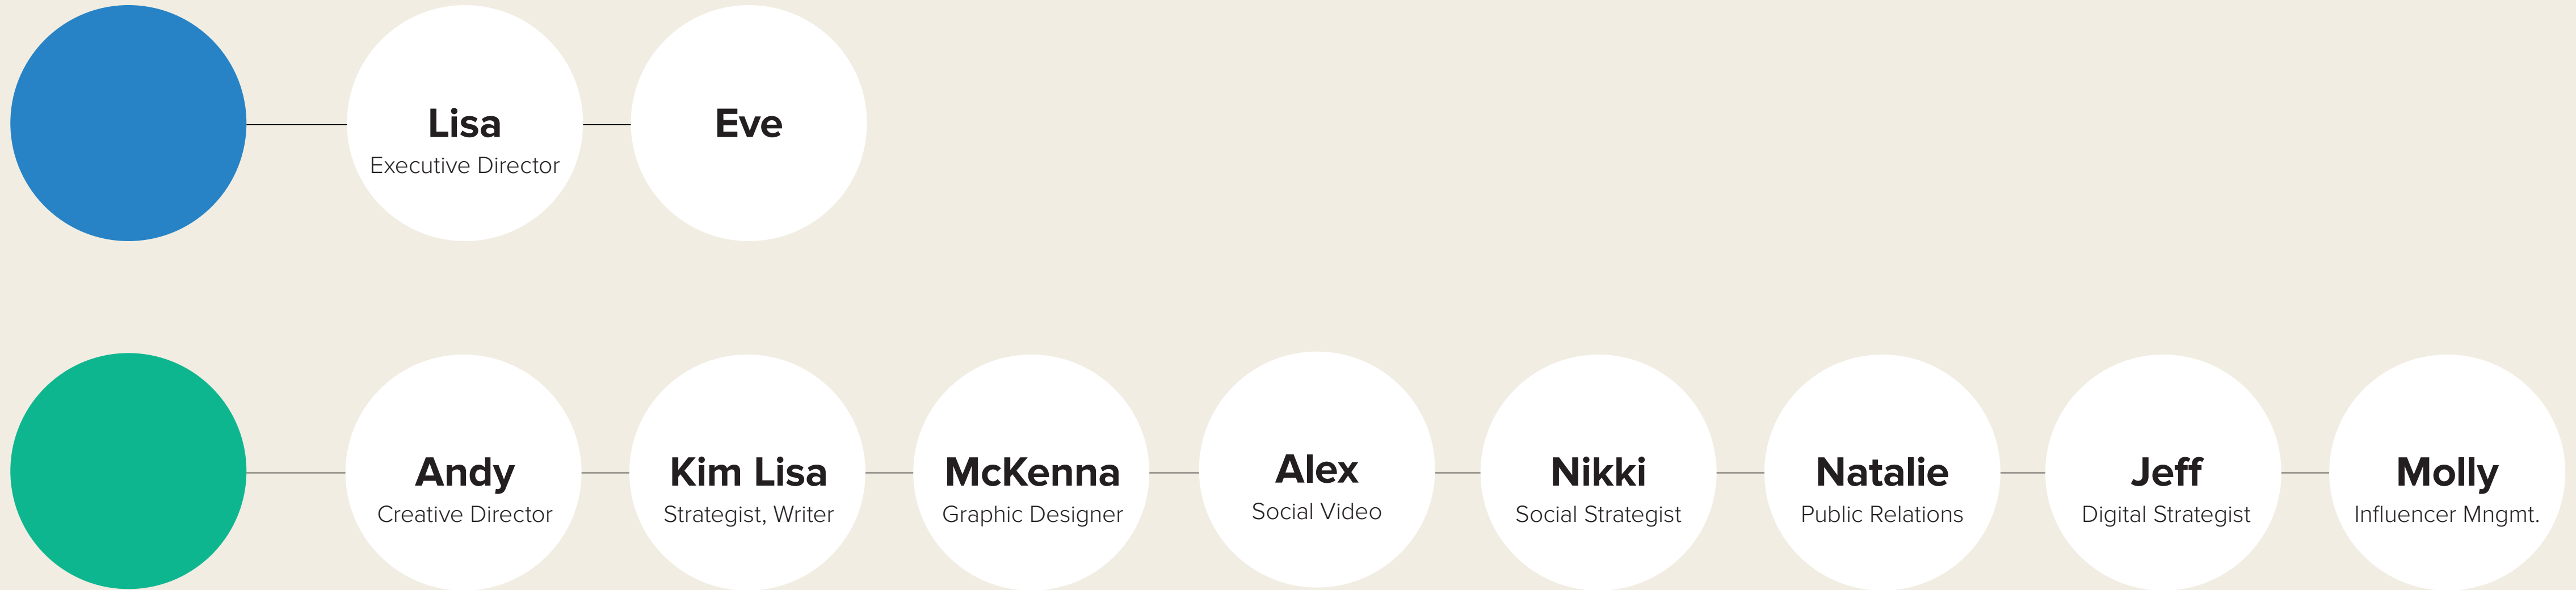 Lisa
Executive Director
Eve
Andy
Creative Director
Kim Lisa
Strategist, Writer
McKenna
Graphic Designer
Alex
Social Video
Nikki
Social Strategist
Natalie
Public Relations
Jeff
Digital Strategist
Molly
Influencer Mngmt.